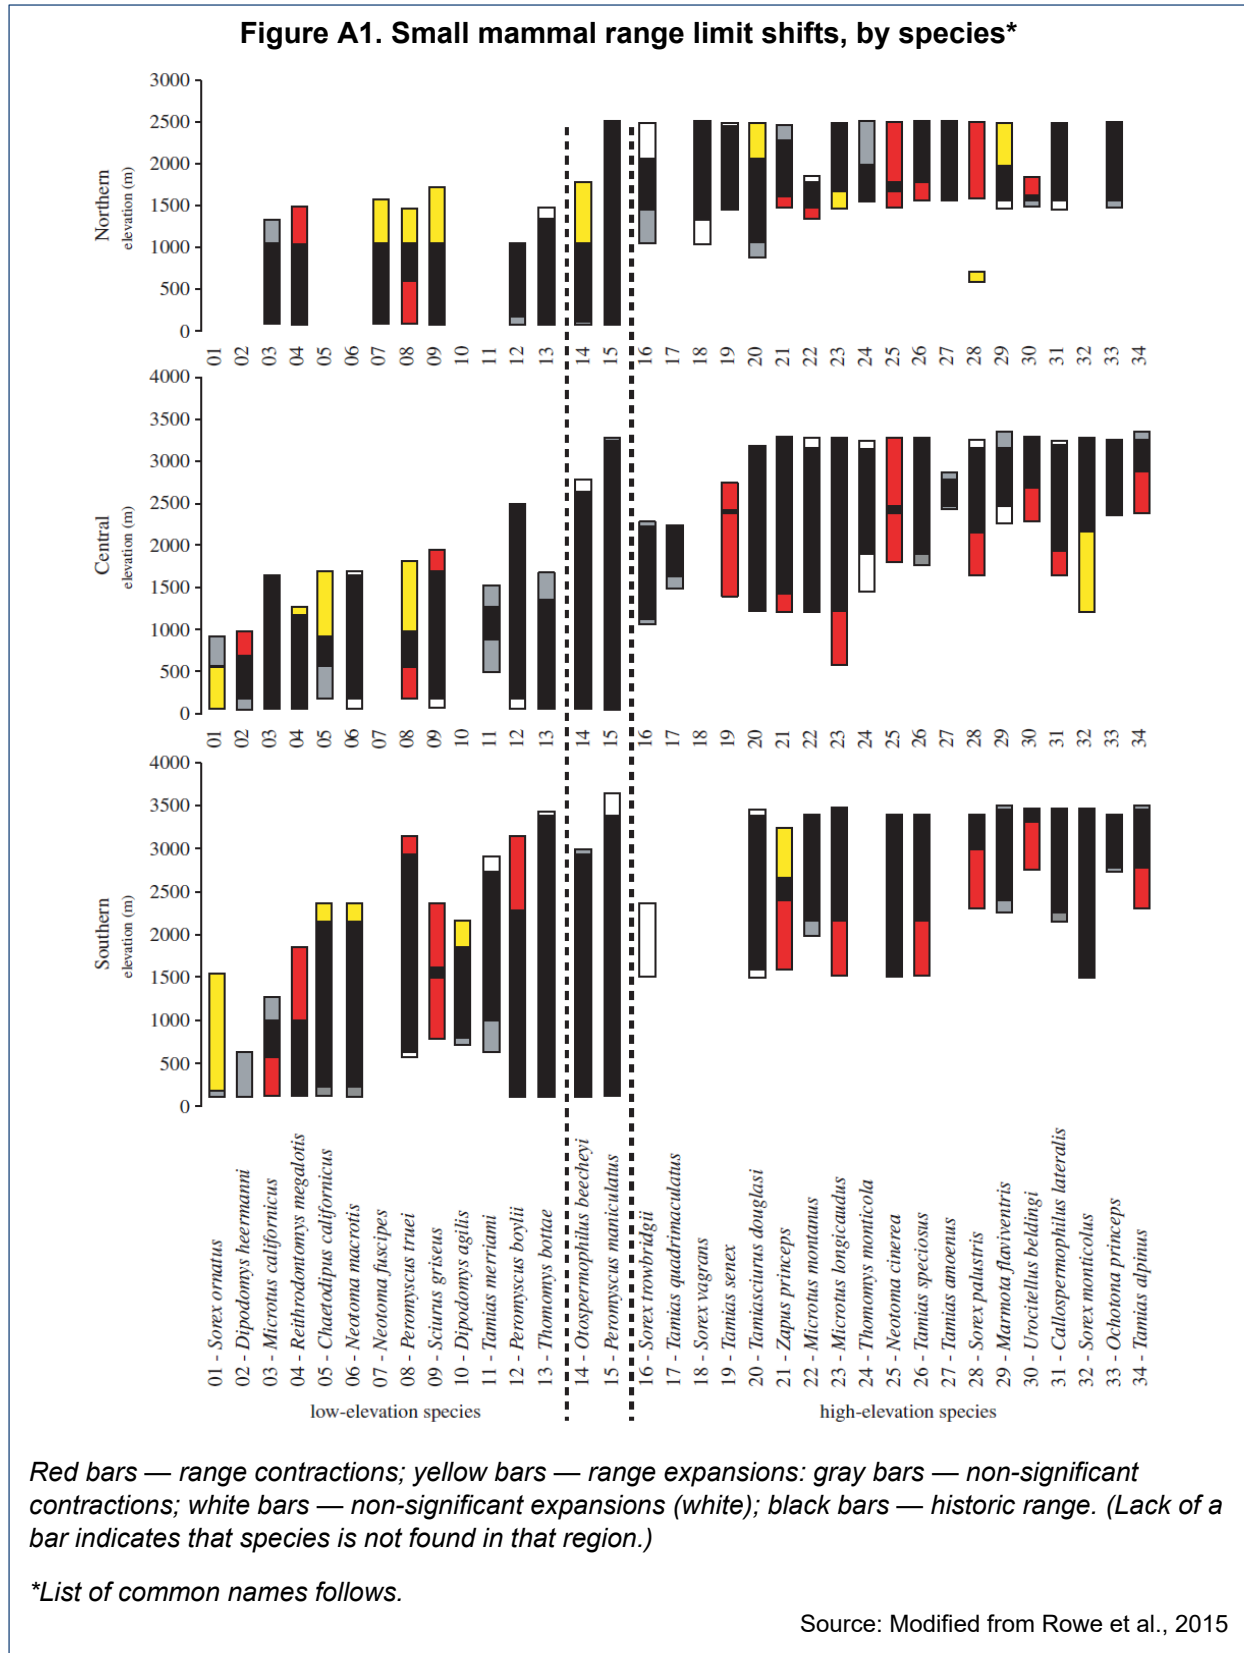 Figure A1. Small mammal range limit shifts, by species*
3000
2500
2000
1500
1000
500
0
Northern
elevation (m)
01 02 03 04 05 06 07 08 09 10 11 12 13 14 15 16 17 18 19 20 21 22 23 24 25 26 27 28 29 30 31 32 33 34
4000
3500
3000
2500
2000
1500
1000
500
0
Central
elevation (m)
01 02 03 04 05 06 07 08 09 10 11 12 13 14 15 16 17 18 19 20 21 22 23 24 25 26 27 28 29 30 31 32 33 34
4000
3500
3000
2500
2000
1500
1000
500
0
Southern
elevation (m)
01 - Sorex ornatus
02 - Dipodomys heermanni
03 - Microtus californicus
04 - Reithrodontomys megalotis
05 - Chaetodipus californicus
06 - Neotoma macrotis
07 - Neotoma fuscipes
08 - Peromyscus truei
09 - Sciurus griseus
10 - Dipodomys agilis
11 - Tamias merriami
12 - Peromyscus boylii
13 - Thonomys bottae
14 - Otospermophilus beecheyi
15 - Peromyscus maniculatus
16 - Sorex trowbridgii
17 - Tamias quadrimaculatus
18 - Sorex vagrans
19 - Tamias senex
20 - Tamiasciurus douglasi
21 - Zapus princeps
22 - Microtus montanus
23 - Microtus longicaudus
24 - Thomomys monticola
25 - Neotoma cinerea
26 - Tamias speciosus
27 - Tamias amoenus
28 - Sorex palustris
29 - Marmota flaviventris
30 - Urocitellus beldingi
31 - Callospermophilus lateralis
32 - Sorex monticolus
33 - Ochotona princeps
34 - Tamias alpinus
low-elevation species
high-elevation species
Red bars — range contractions; yellow bars — range expansions: gray bars — non-significant
contractions; white bars — non-significant expansions (white); black bars — historic range. (Lack of a
bar indicates that species is not found in that region.)
*List of common names follows.
Source: Modified from Rowe et al., 2015